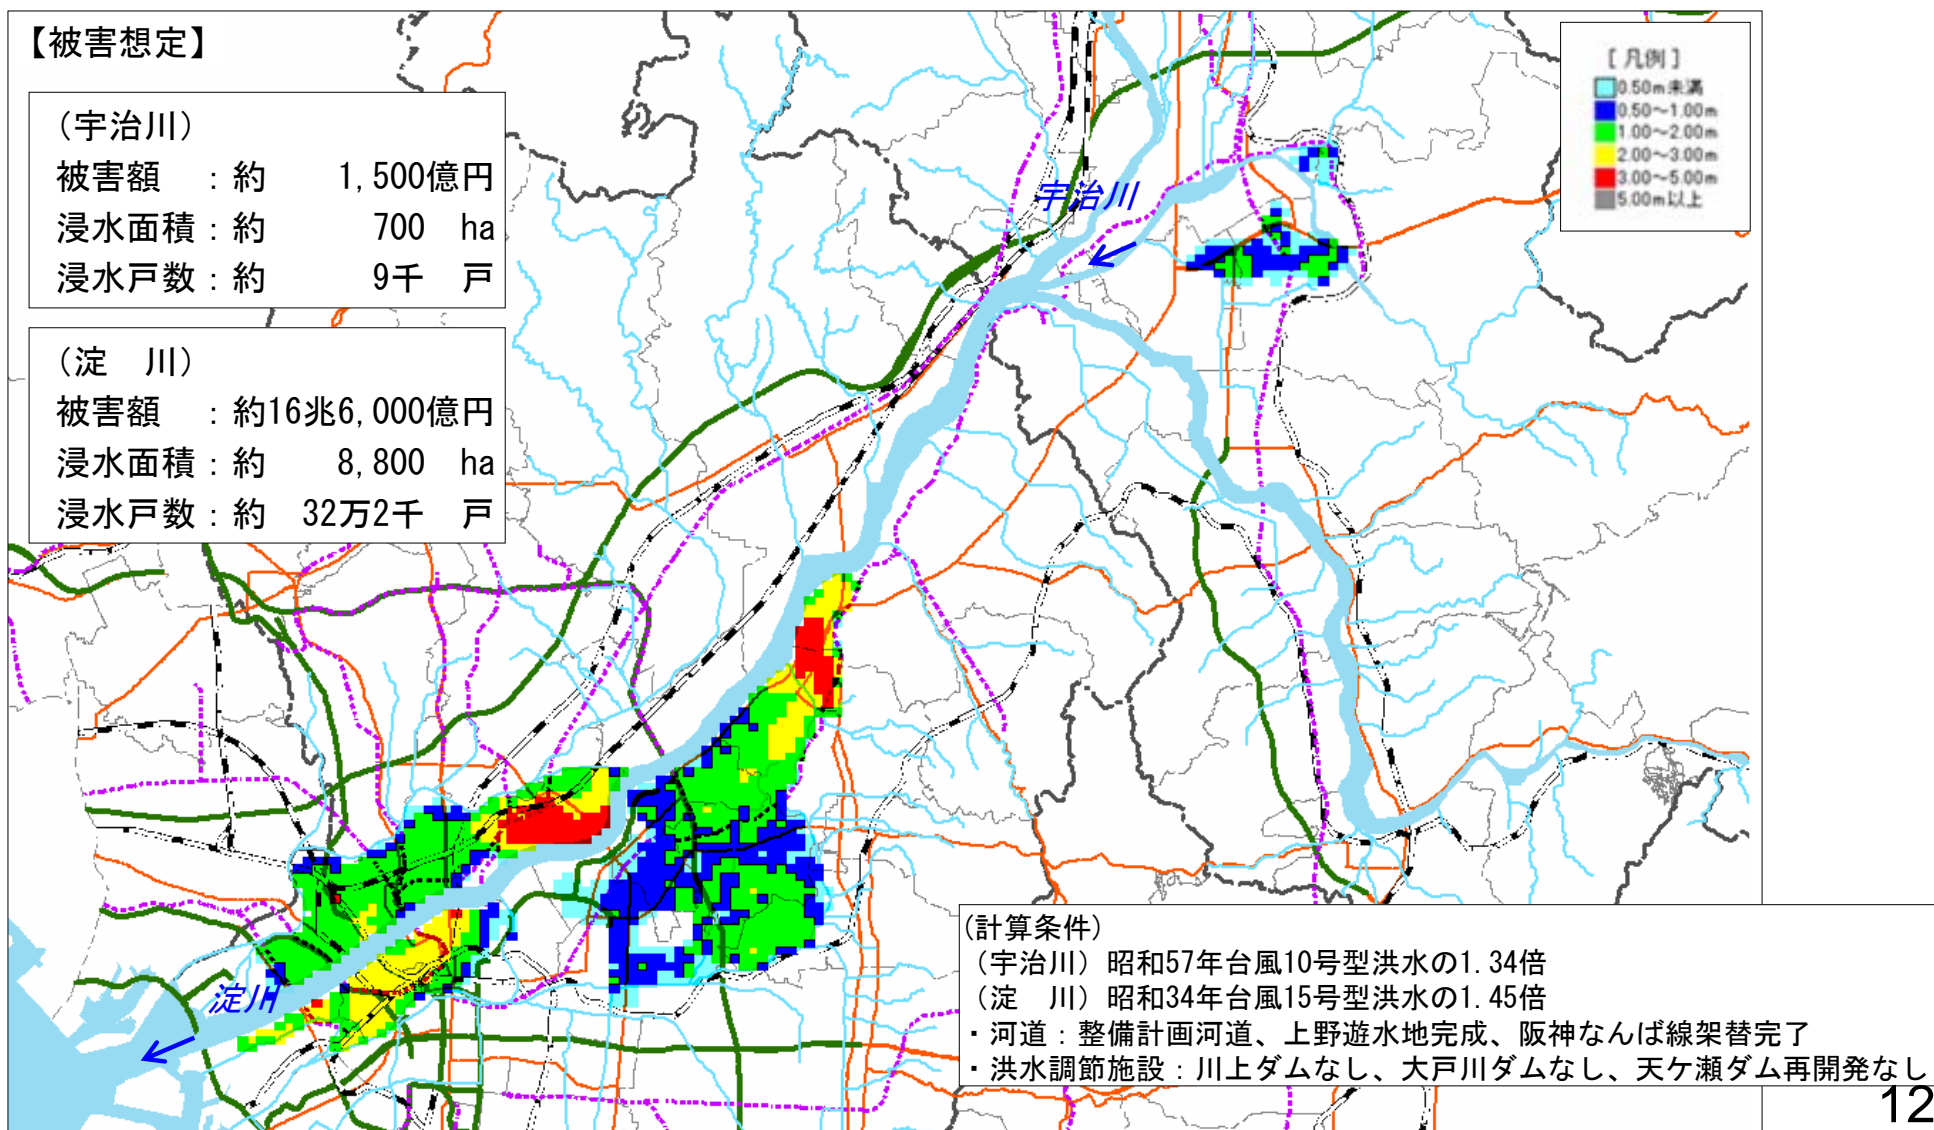 【被害想定】
（宇治川）
被害額　：約　1,500億円
浸水面積：約　700　ha
浸水戸数：約　9千　戸
（淀　川）
被害額　：約16兆6,000億円
浸水面積：約　8,800　ha
浸水戸数：約　32万2千　戸
［凡例］
0.50m未満
0.50～1.00m
1.00～2.00m
2.00～3.00m
3.00～5.00m
5.00m以上
宇治川
淀川
(計算条件)
（宇治川）昭和57年台風10号型洪水の1.34倍
（淀　川）昭和34年台風15号型洪水の1.45倍
・河道：整備計画河道、上野遊水地完成、阪神なんば線架替完了
・洪水調節施設：川上ダムなし、大戸川ダムなし、天ケ瀬ダム再開発なし
12